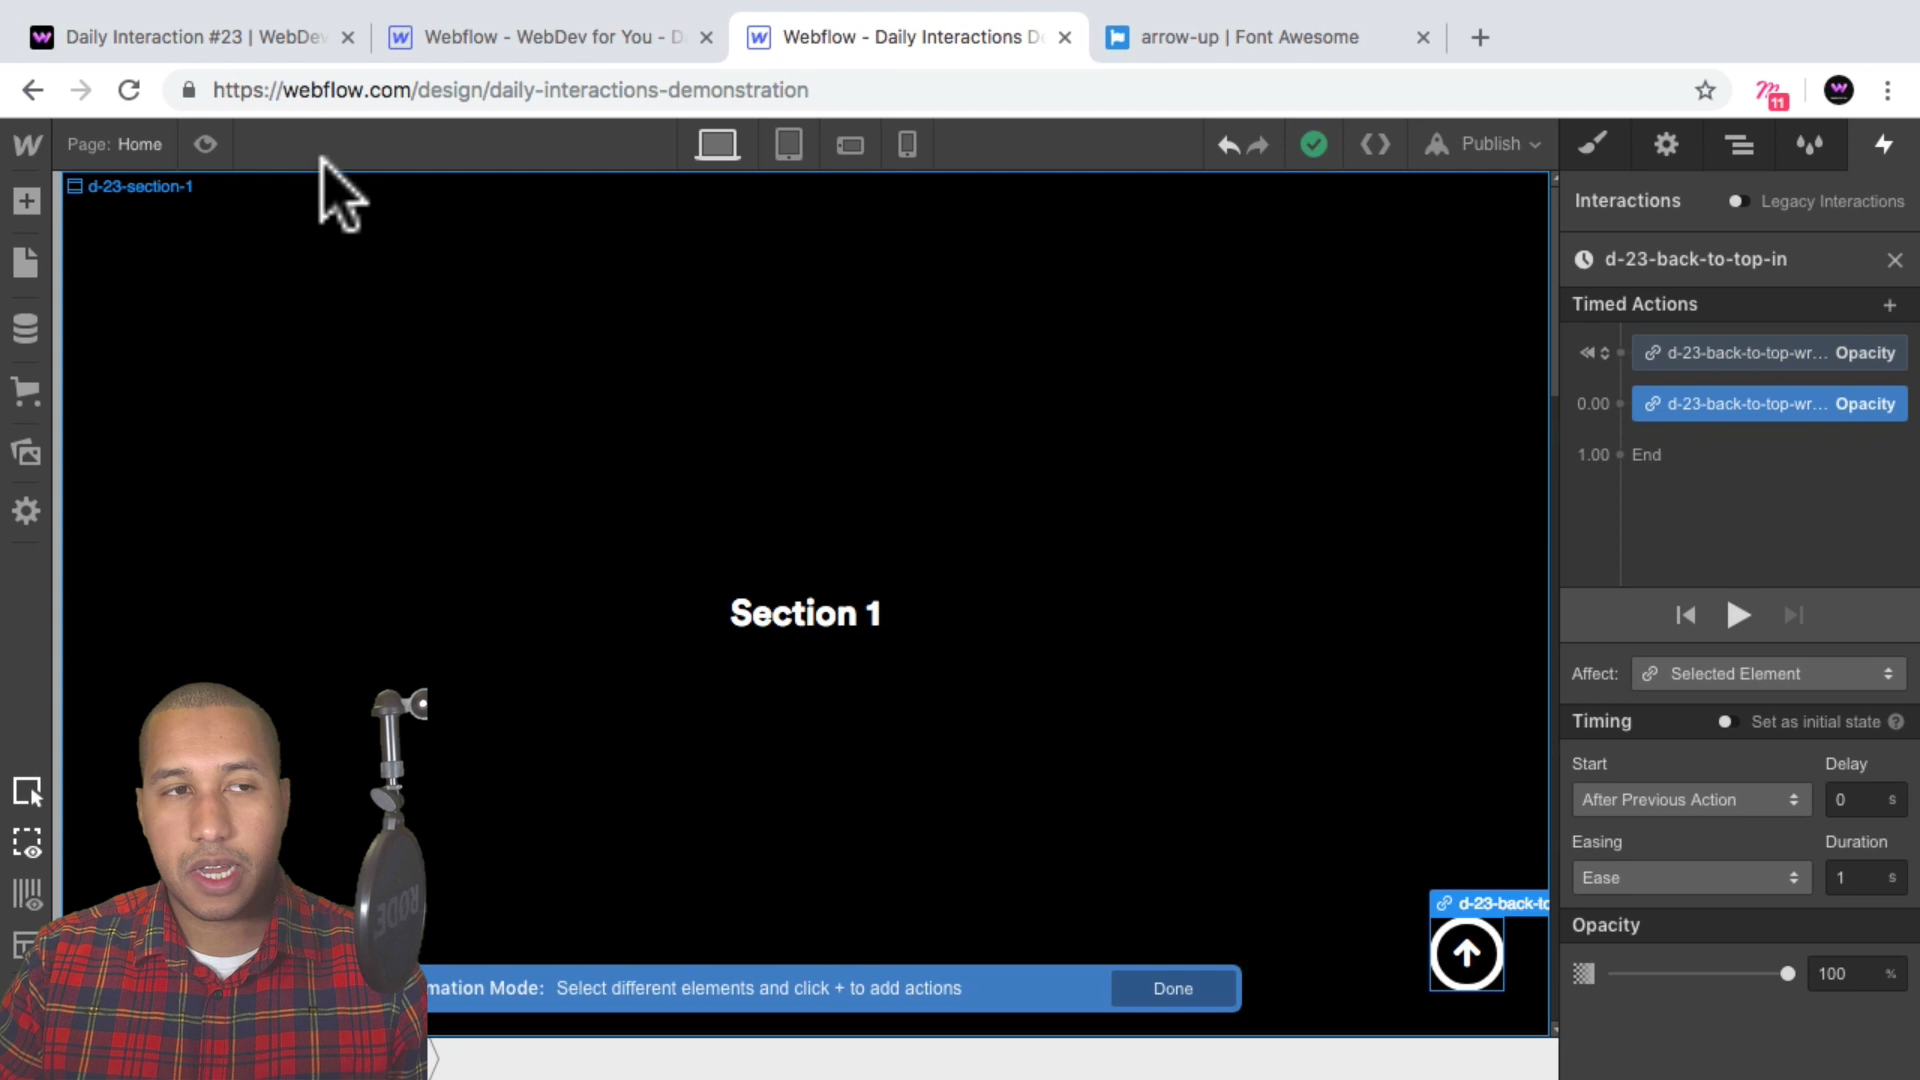 Daily Interaction #23 | WebDev
Webflow - WebDev for You - D
Webflow - Daily Interactions De
arrow-up | Font Awesome
https://webflow.com/design/daily-interactions-demonstration
11
Page: Home
Publish
d-23-section-1
Interactions
Legacy Interactions
d-23-back-to-top-in
Timed Actions
d-23-back-to-top-wr... Opacity
0.00 d-23-back-to-top-wr... Opacity
1.00 End
Section 1
Affect: Selected Element
Timing Set as initial state ?
Start Delay
After Previous Action 0 s
Easing Duration
Ease 1 s
d-23-back-to
Opacity
100 %
mation Mode: Select different elements and click + to add actions
Done
RODE